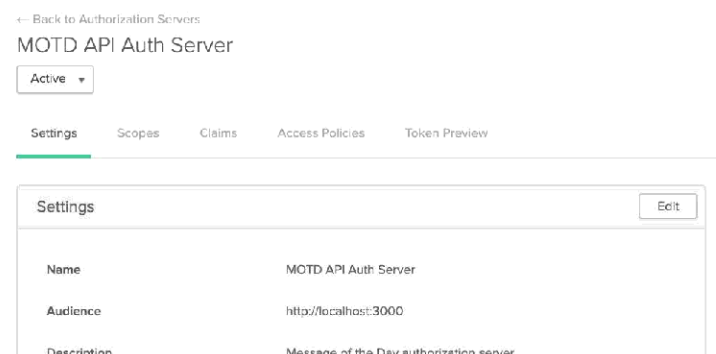 ← Back to Authorization Servers
MOTD API Auth Server
Active
Settings Scopes Claims Access Policies Token Preview
Settings Edit
Name MOTD API Auth Server
Audience http://localhost:3000
Description Message of the Day authorization server